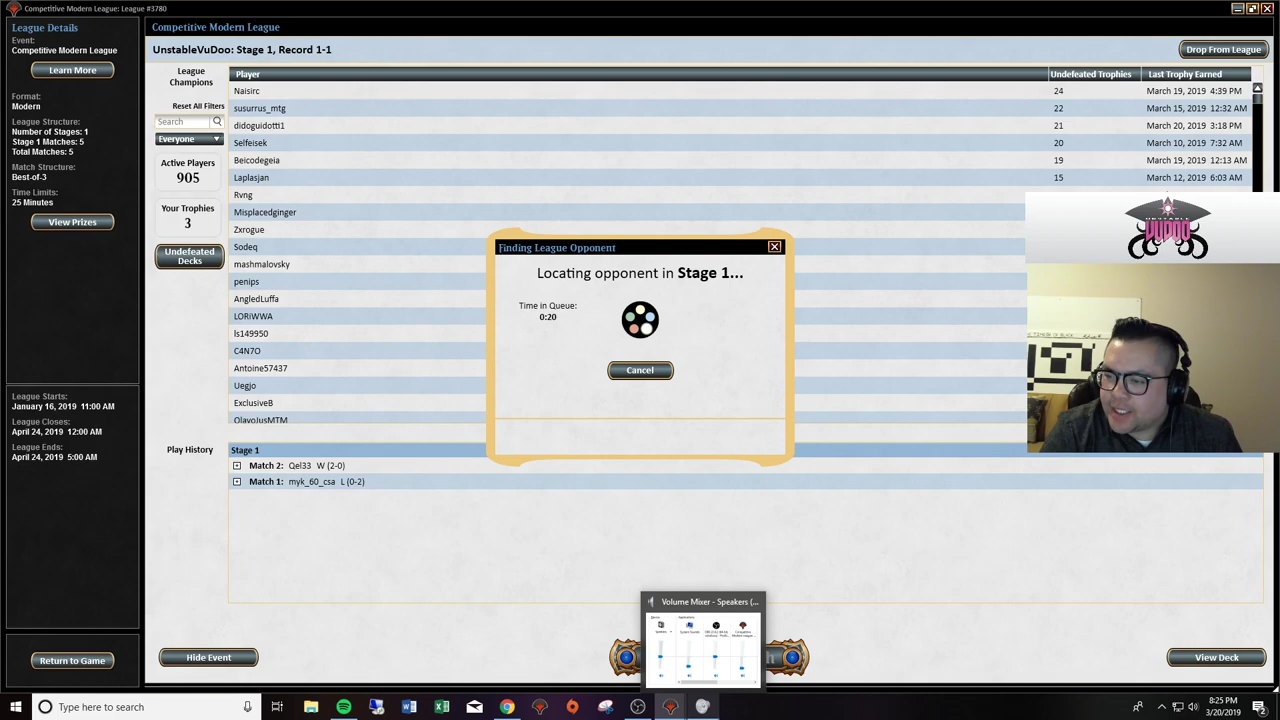 Competitive Modern League: League #3780
League Details
Event:
Competitive Modern League
Learn More
Format:
Modern
League Structure:
Number of Stages: 1
Stage 1 Matches: 5
Total Matches: 5
Match Structure:
Best-of-3
Time Limits:
25 Minutes
View Prizes
League Starts:
January 16, 2019 11:00 AM
League Closes:
April 24, 2019 12:00 AM
League Ends:
April 24, 2019 5:00 AM
Return to Game
Competitive Modern League
UnstableVuDoo: Stage 1, Record 1-1
Drop From League
League
Champions
Reset All Filters
Search
Everyone
Active Players
905
Your Trophies
3
Undefeated
Decks
Player Undefeated Trophies Last Trophy Earned
Naisirc 24 March 19, 2019 4:39 PM
susurrus_mtg 22 March 15, 2019 12:32 AM
didoguidotti1 21 March 20, 2019 3:18 PM
Selfeisek 20 March 10, 2019 7:32 AM
Beicodegeia 19 March 19, 2019 12:13 AM
Laplasjan 15 March 12, 2019 6:03 AM
Rvng
Misplacedginger
Zxrogue
Sodeq
mashmalovsky
penips
AngledLuffa
LORiWWA
ls149950
C4N7O
Antoine57437
Uegjo
ExclusiveB
OlavoJusMTM
Finding League Opponent
Locating opponent in Stage 1...
Time in Queue:
0:20
Cancel
UNSTABLE
VUDOO
Play History
Stage 1
Match 2: Qel33 W (2-0)
Match 1: myk_60_csa L (0-2)
Volume Mixer - Speakers (...
Hide Event
View Deck
Type here to search
8:25 PM
3/20/2019
2